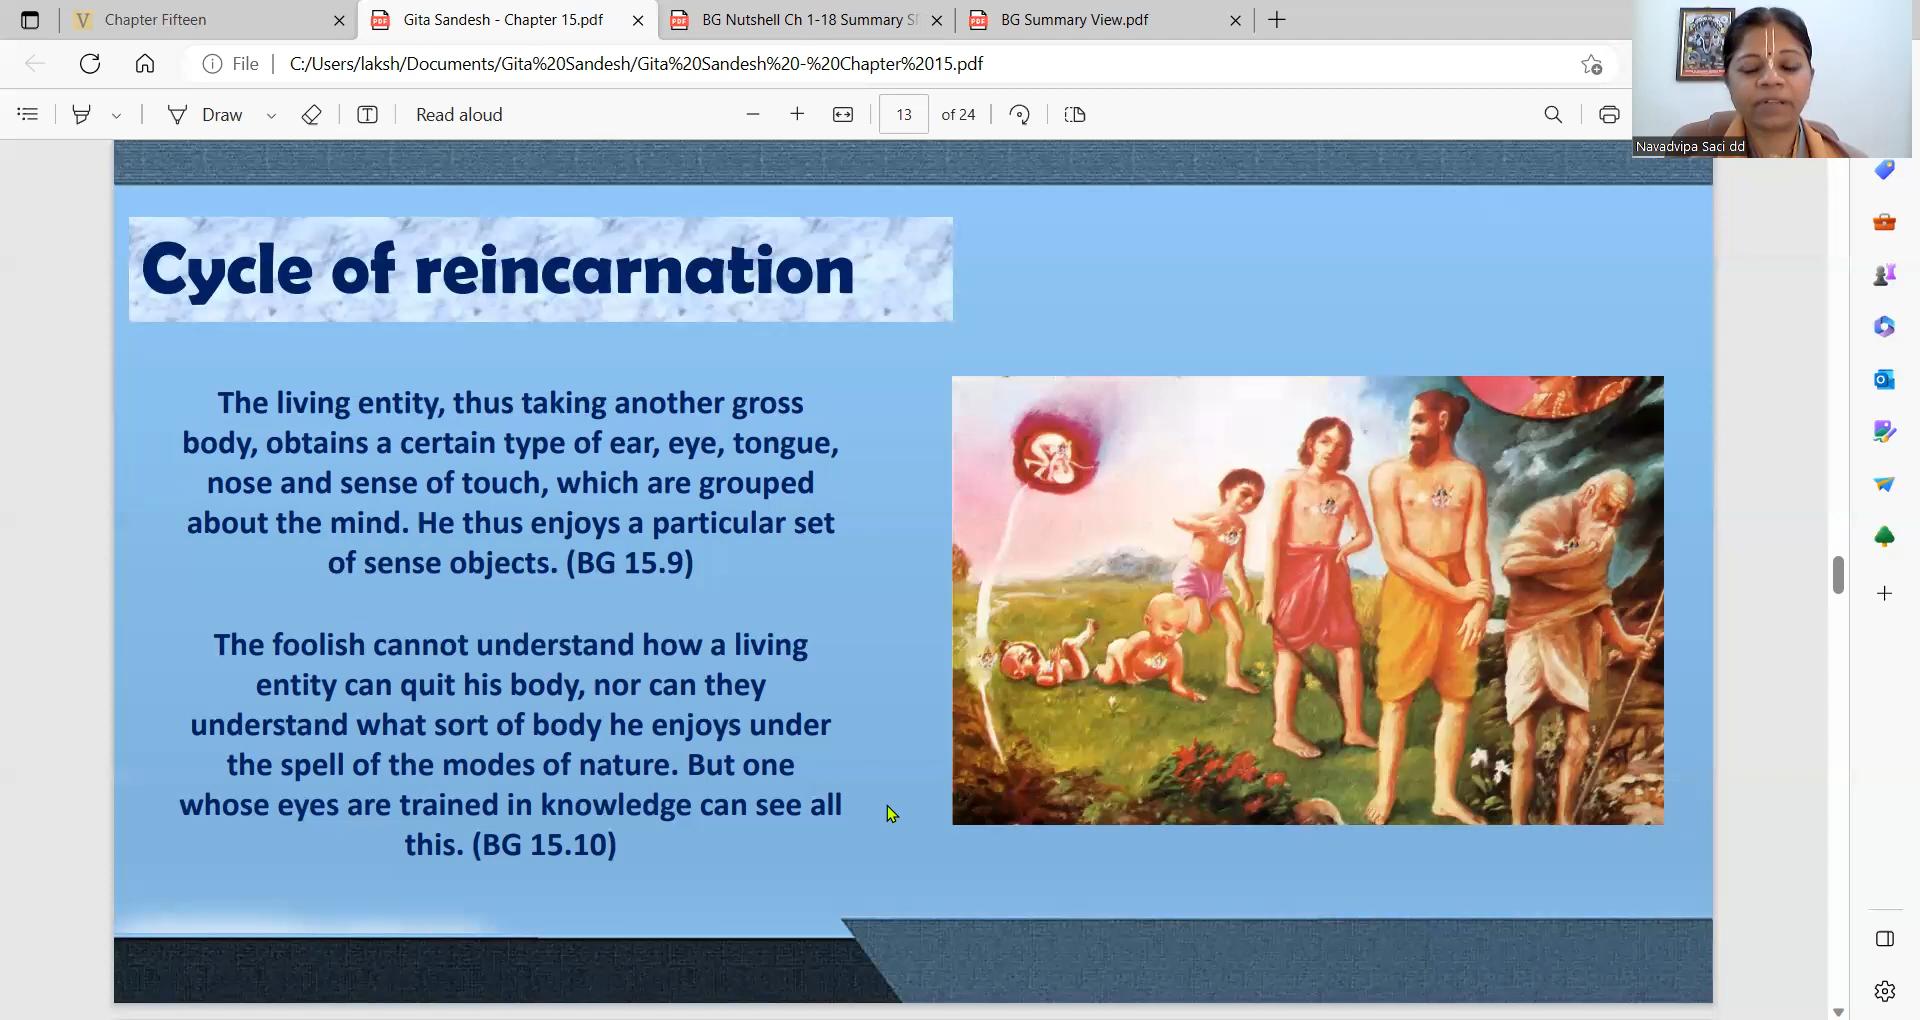 Chapter Fifteen
Gita Sandesh - Chapter 15.pdf
BG Nutshell Ch 1-18 Summary S
BG Summary View.pdf
File
C:/Users/laksh/Documents/Gita%20Sandesh/Gita%20Sandesh%20-%20Chapter%2015.pdf
Draw
Read aloud
13 of 24
Navadvipa Saci dd
Cycle of reincarnation
The living entity, thus taking another gross
body, obtains a certain type of ear, eye, tongue,
nose and sense of touch, which are grouped
about the mind. He thus enjoys a particular set
of sense objects. (BG 15.9)
The foolish cannot understand how a living
entity can quit his body, nor can they
understand what sort of body he enjoys under
the spell of the modes of nature. But one
whose eyes are trained in knowledge can see all
this. (BG 15.10)